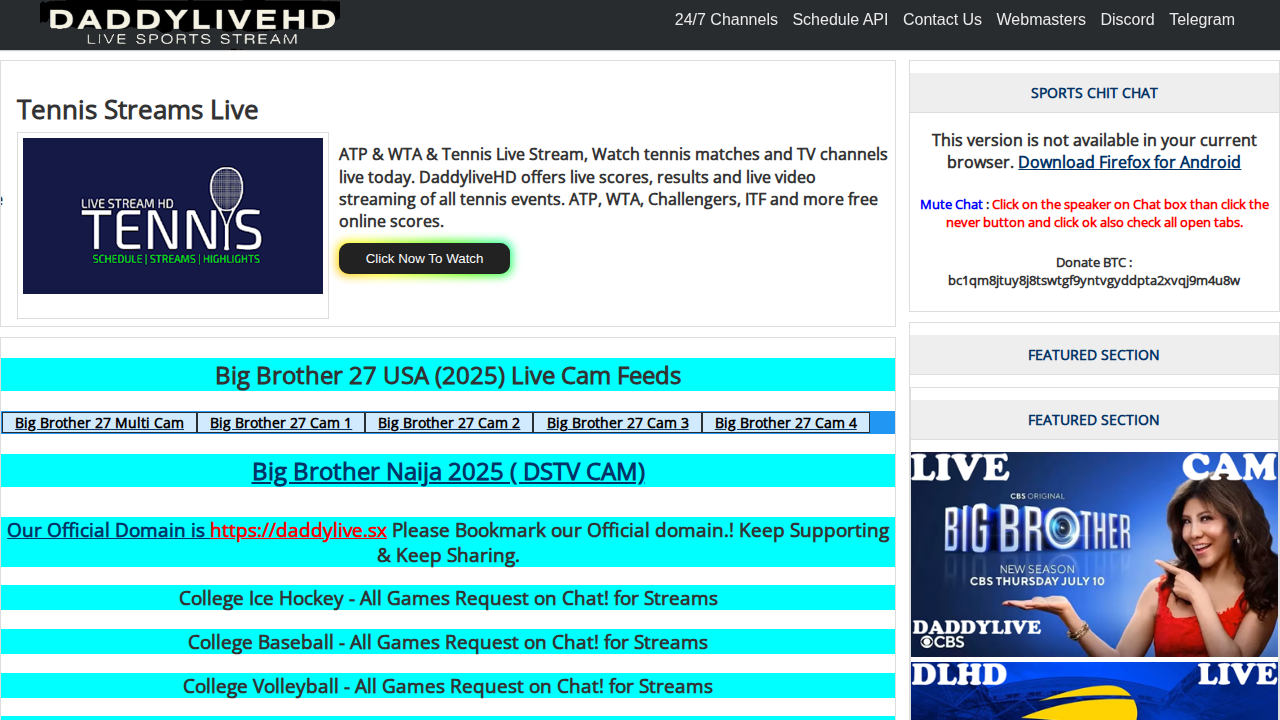 DADDYLIVEHD
LIVE SPORTS STREAM
24/7 Channels Schedule API Contact Us Webmasters Discord Telegram
Tennis Streams Live
LIVE STREAM HD
TENNIS
SCHEDULE | STREAMS | HIGHLIGHTS
ATP & WTA & Tennis Live Stream, Watch tennis matches and TV channels
live today. DaddyliveHD offers live scores, results and live video
streaming of all tennis events. ATP, WTA, Challengers, ITF and more free
online scores.
Click Now To Watch
Big Brother 27 USA (2025) Live Cam Feeds
Big Brother 27 Multi Cam Big Brother 27 Cam 1 Big Brother 27 Cam 2 Big Brother 27 Cam 3 Big Brother 27 Cam 4
Big Brother Naija 2025 ( DSTV CAM)
Our Official Domain is https://daddylive.sx Please Bookmark our Official domain.! Keep Supporting
& Keep Sharing.
College Ice Hockey - All Games Request on Chat! for Streams
College Baseball - All Games Request on Chat! for Streams
College Volleyball - All Games Request on Chat! for Streams
SPORTS CHIT CHAT
This version is not available in your current
browser. Download Firefox for Android
Mute Chat : Click on the speaker on Chat box than click the
never button and click ok also check all open tabs.
Donate BTC :
bc1qm8jtuy8j8tswtgf9yntvgyddpta2xvqj9m4u8w
FEATURED SECTION
FEATURED SECTION
LIVE CAM
CBS ORIGINAL
BIG BROTHER
NEW SEASON
CBS THURSDAY JULY 10
DADDYLIVE
CBS
DLHD LIVE